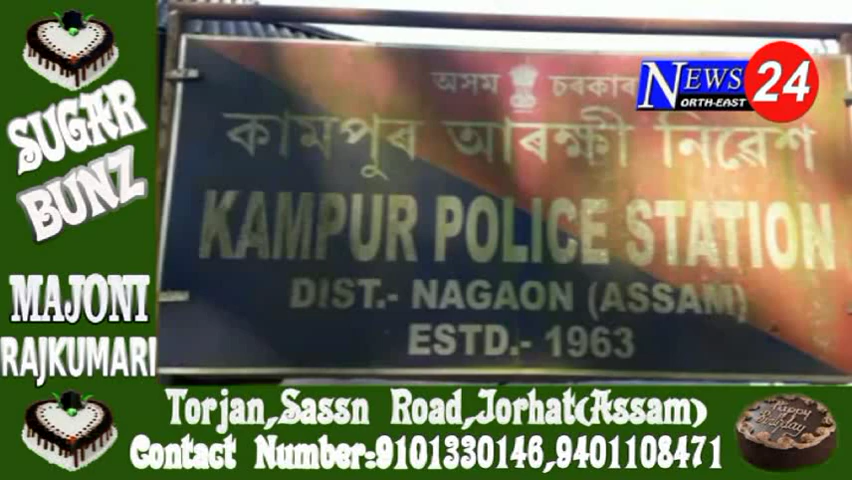 SUGAR
BUNZ
MAJONI
RAJKUMARI
অসম চৰকাৰ
NEWS
ORTH-EAST
24
কামপুৰ আৰক্ষী নিৱেশ
KAMPUR POLICE STATION
DIST.- NAGAON (ASSAM)
ESTD.- 1963
Torjan,Sassn Road,Jorhat(Assam)
Contact Number:9101330146,9401108471
Happy
Birthday